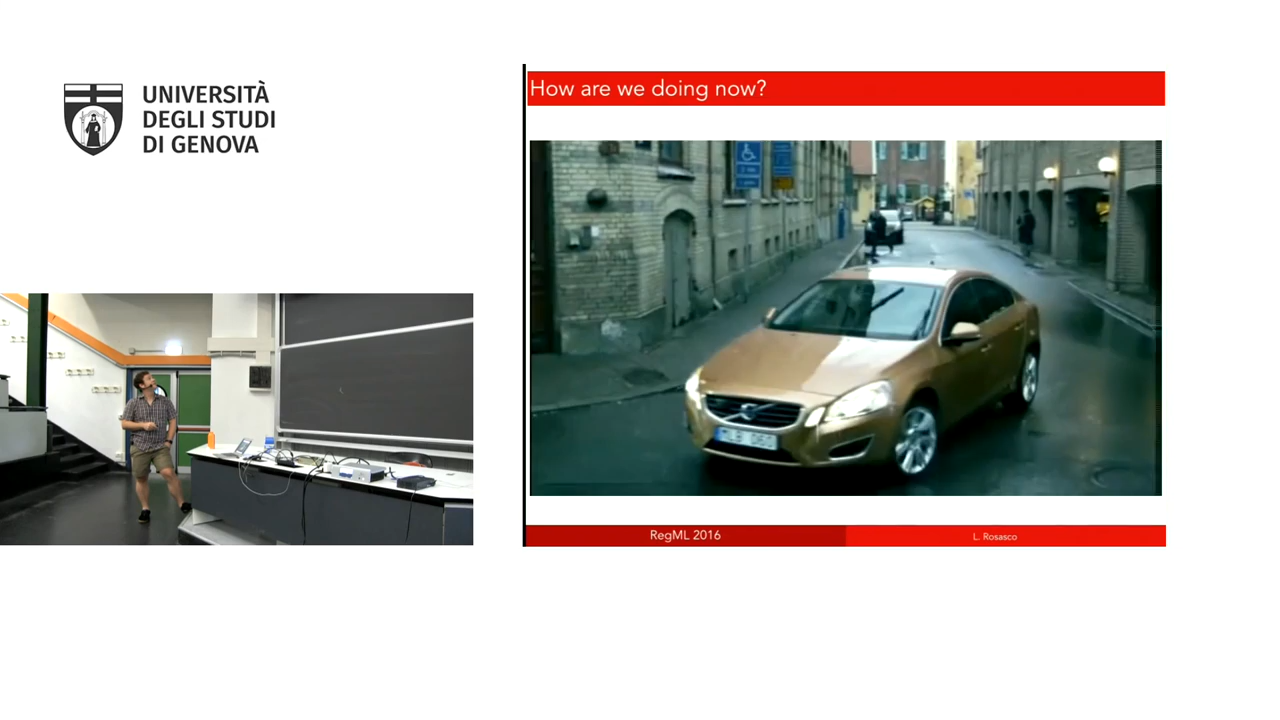 UNIVERSITÀ
DEGLI STUDI
DI GENOVA
How are we doing now?
RegML 2016
L. Rosasco